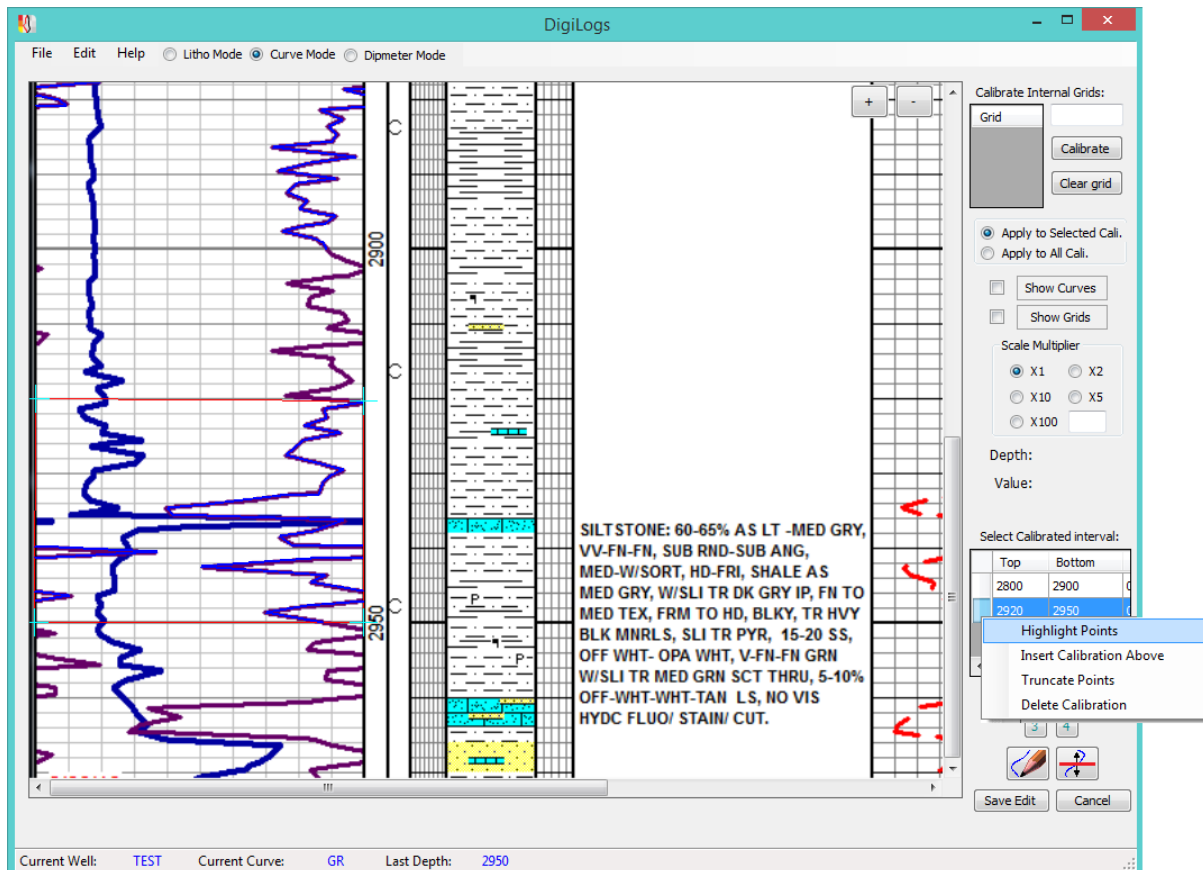 DigiLogs
File Edit Help Litho Mode Curve Mode Dipmeter Mode
+ -
2900
2950
C
C
C
P
P
SILTSTONE: 60-65% AS LT -MED GRY,
VV-FN-FN, SUB RND-SUB ANG,
MED-W/SORT, HD-FRI, SHALE AS
MED GRY, W/SLI TR DK GRY IP, FN TO
MED TEX, FRM TO HD, BLKY, TR HVY
BLK MNRLS, SLI TR PYR, 15-20 SS,
OFF WHT- OPA WHT, V-FN-FN GRN
W/SLI TR MED GRN SCT THRU, 5-10%
OFF-WHT-WHT-TAN LS, NO VIS
HYDC FLUO/ STAIN/ CUT.
Calibrate Internal Grids:
Grid
Calibrate
Clear grid
Apply to Selected Cali.
Apply to All Cali.
Show Curves
Show Grids
Scale Multiplier
X1 X2
X10 X5
X100
Depth:
Value:
Select Calibrated interval:
Top Bottom
2800 2900 0
2920 2950 0
Highlight Points
Insert Calibration Above
Truncate Points
Delete Calibration
3 4
Save Edit Cancel
Current Well: TEST Current Curve: GR Last Depth: 2950